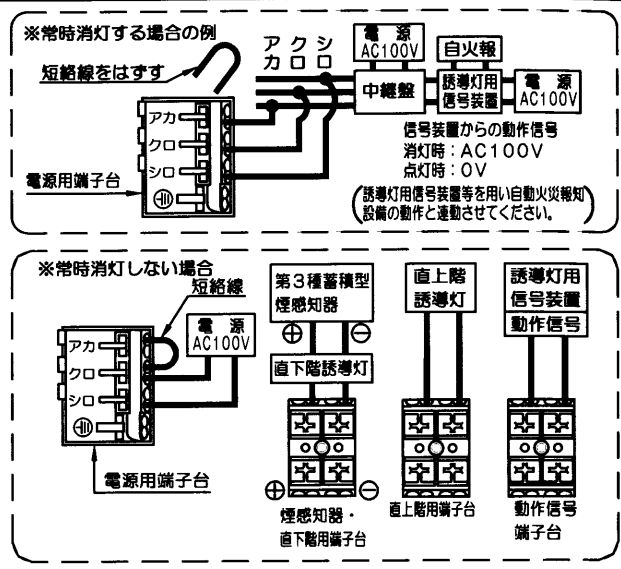 ※常時消灯する場合の例
短絡線をはずす
アカ
クロ
シロ
電源
AC100V
自火報
中継盤
誘導灯用
信号装置
電源
AC100V
アカ
クロ
シロ
電源用端子台
信号装置からの動作信号
消灯時：AC100V
点灯時：0V
(誘導灯用信号装置等を用い自動火災報知
設備の動作と連動させてください。)
※常時消灯しない場合
短絡線
電源
AC100V
アカ
クロ
シロ
電源用端子台
第3種蓄積型
煙感知器
⊕ ⊖
直下階誘導灯
⊕ ⊖
煙感知器・
直下階用端子台
直上階
誘導灯
直上階用端子台
誘導灯用
信号装置
動作信号
動作信号
端子台